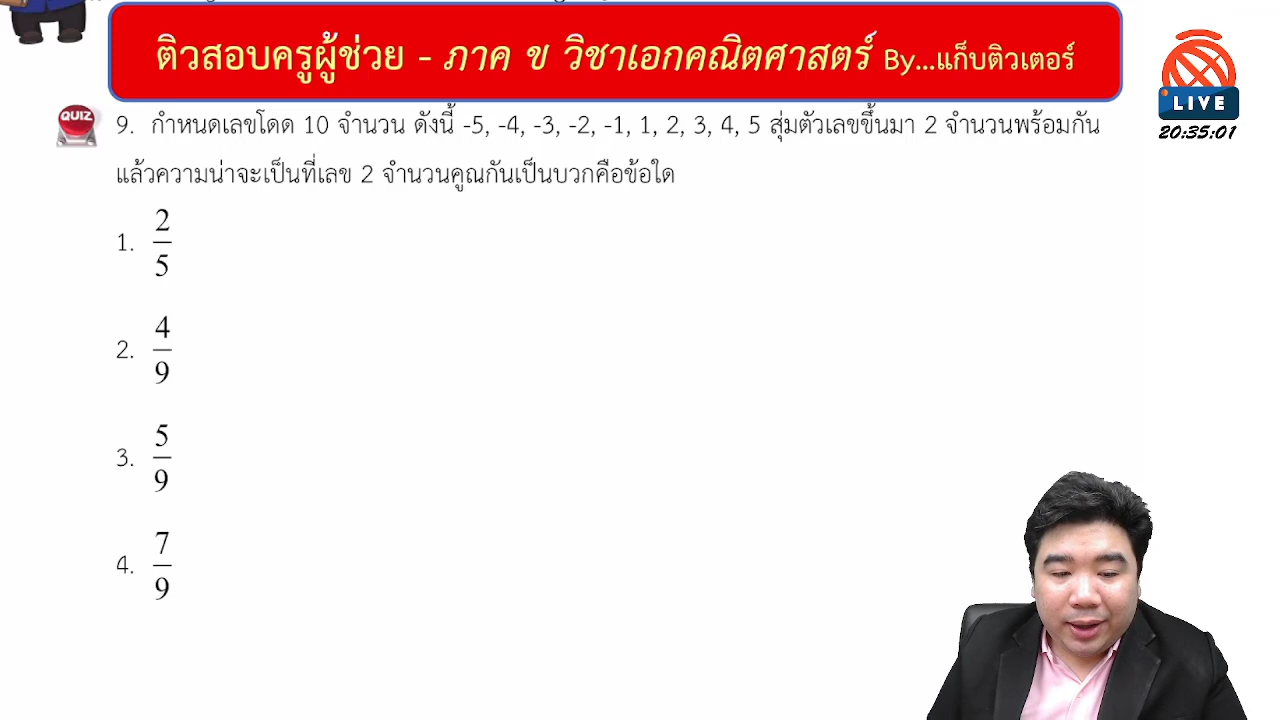 ติวสอบครูผู้ช่วย - ภาค ข วิชาเอกคณิตศาสตร์ By...แก็บติวเตอร์
LIVE
20:35:01
QUIZ
9. กำหนดเลขโดด 10 จำนวน ดังนี้ -5, -4, -3, -2, -1, 1, 2, 3, 4, 5 สุ่มตัวเลขขึ้นมา 2 จำนวนพร้อมกัน
แล้วความน่าจะเป็นที่เลข 2 จำนวนคูณกันเป็นบวกคือข้อใด
1. 2/5
2. 4/9
3. 5/9
4. 7/9